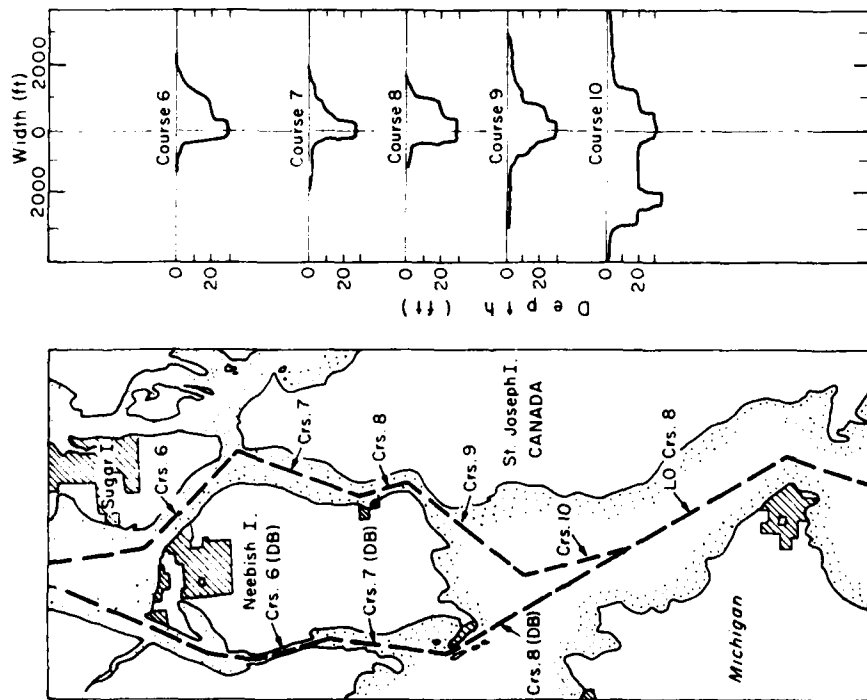 Width (ft)
2000
0
2000
Course 6
0
20
Course 7
0
20
Course 8
0
20
Course 9
0
20
Course 10
0
20
Depth (ft)
Sugar I.
Crs. 6
Neebish I.
Crs. 6 (DB)
Crs. 7
Crs. 7 (DB)
Crs. 8
Crs. 9
St. Joseph I.
CANADA
Crs. 10
Crs. 8 (DB)
LO Crs. 8
Michigan